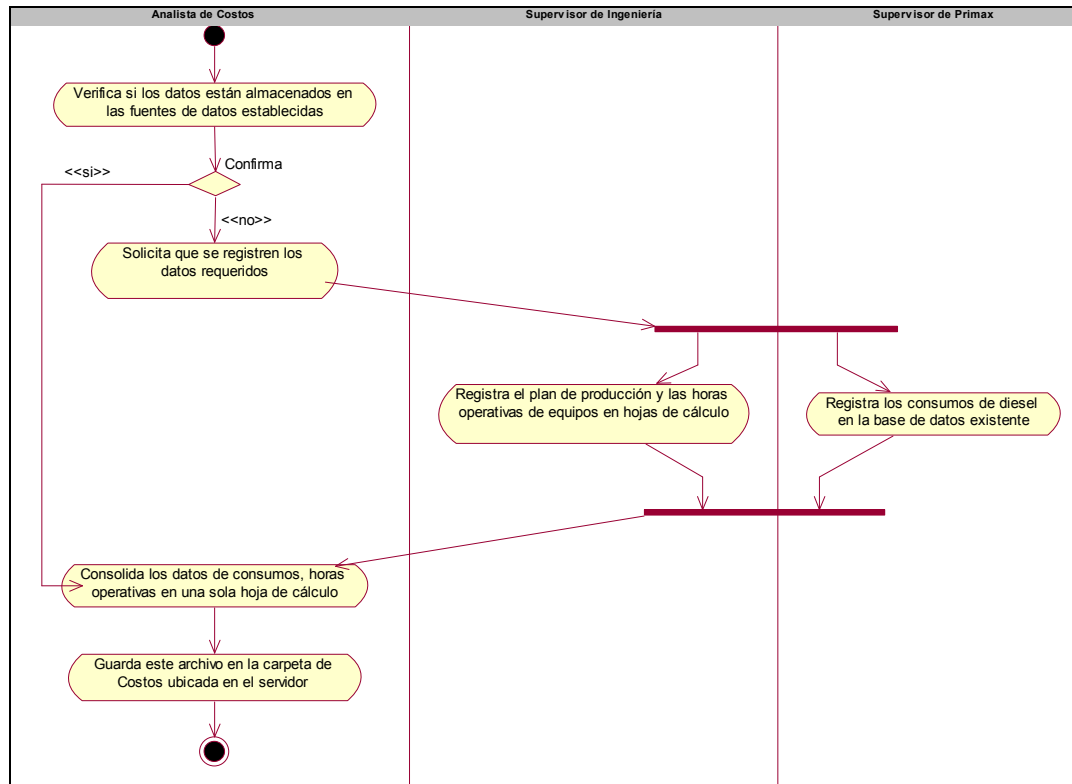 Analista de Costos
Supervisor de Ingeniería
Supervisor de Primax
Verifica si los datos están almacenados en
las fuentes de datos establecidas
Confirma
<<si>>
<<no>>
Solicita que se registren los
datos requeridos
Registra el plan de producción y las horas
operativas de equipos en hojas de cálculo
Registra los consumos de diesel
en la base de datos existente
Consolida los datos de consumos, horas
operativas en una sola hoja de cálculo
Guarda este archivo en la carpeta de
Costos ubicada en el servidor